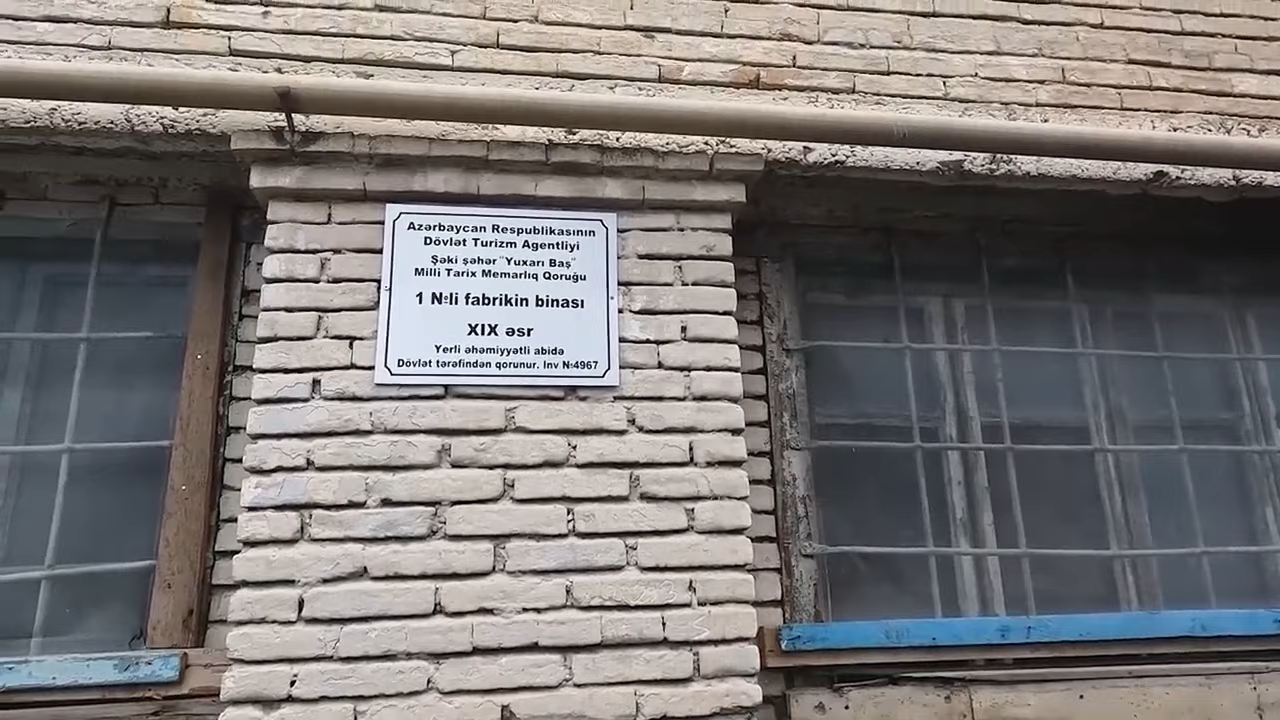 Azərbaycan Respublikasının
Dövlət Turizm Agentliyi
Şəki şəhər "Yuxarı Baş"
Milli Tarix Memarlıq Qoruğu
1 №li fabrikin binası
XIX əsr
Yerli əhəmiyyətli abidə
Dövlət tərəfindən qorunur. Inv №4967